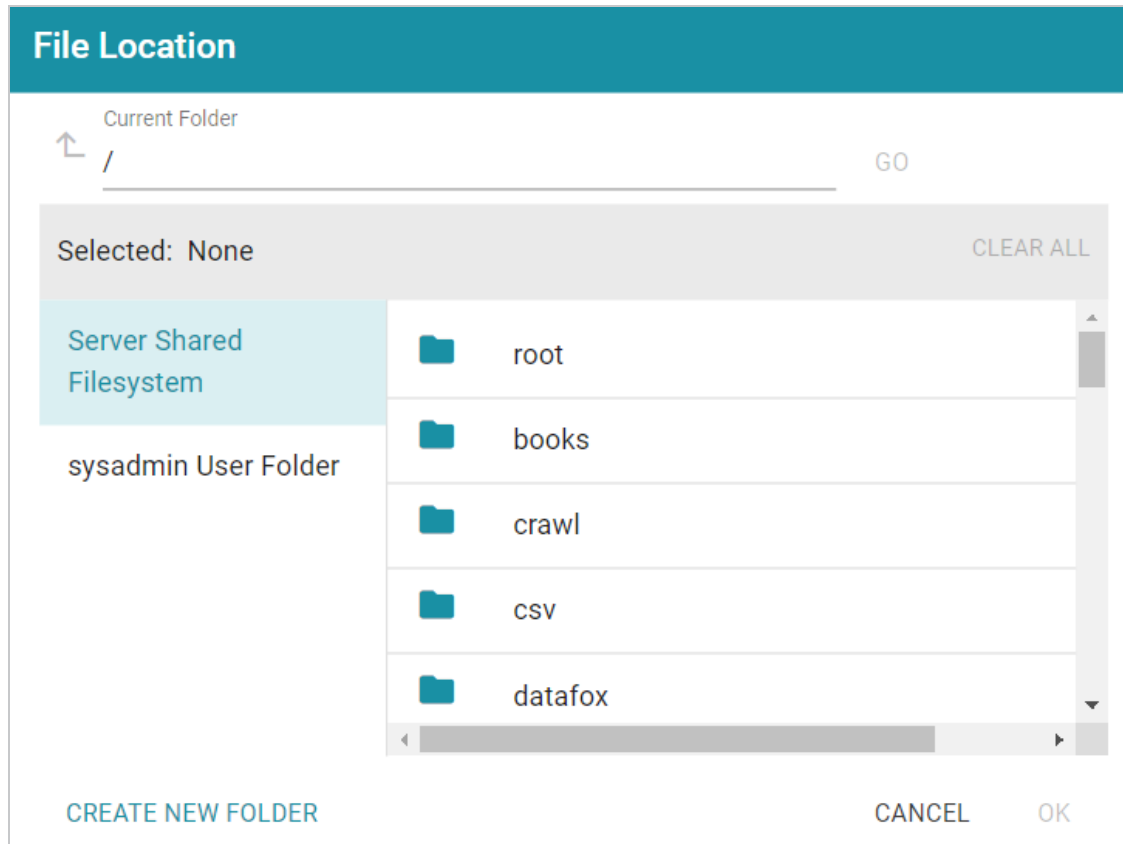 File Location
Current Folder
/
GO
Selected: None
CLEAR ALL
Server Shared
Filesystem
sysadmin User Folder
root
books
crawl
csv
datafox
CREATE NEW FOLDER
CANCEL
OK